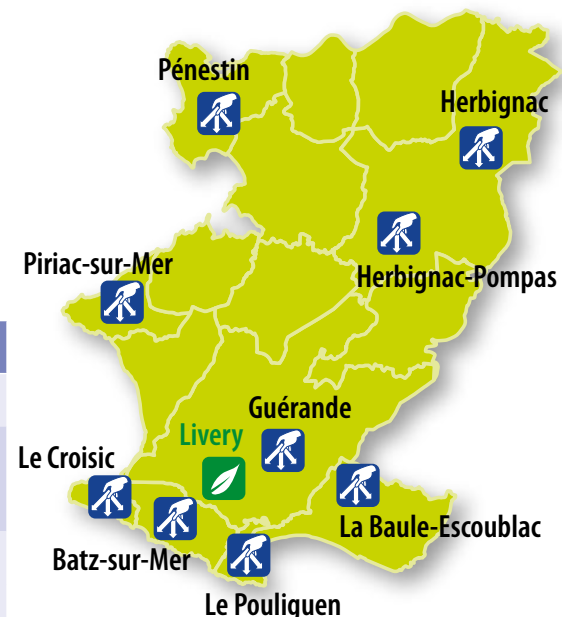 Pénestin
Herbignac
Piriac-sur-Mer
Herbignac-Pompas
Guérande
Livery
Le Croisic
La Baule-Escoublac
Batz-sur-Mer
Le Pouliguen